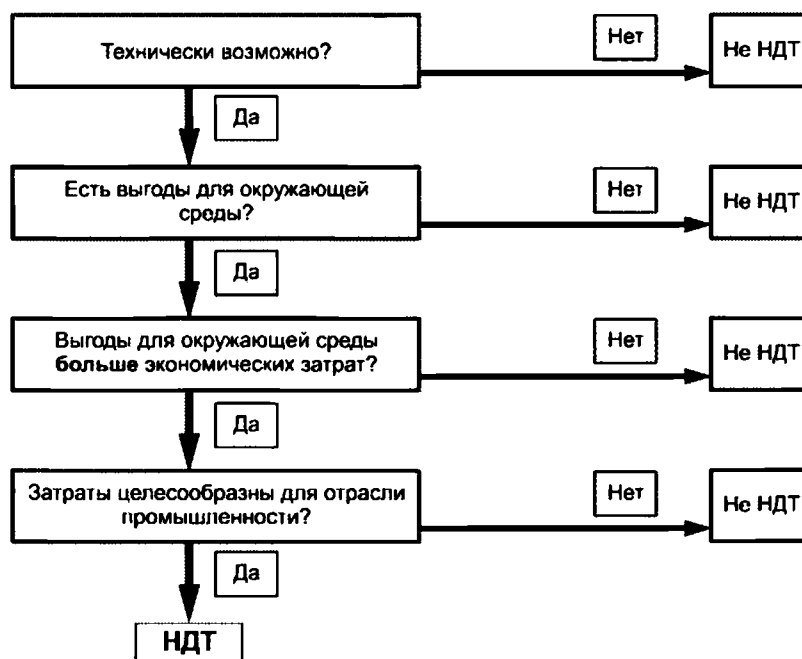 Технически возможно?
Нет
Не НДТ
Да
Есть выгоды для окружающей
среды?
Нет
Не НДТ
Да
Выгоды для окружающей среды
больше экономических затрат?
Нет
Не НДТ
Да
Затраты целесообразны для отрасли
промышленности?
Нет
Не НДТ
Да
НДТ